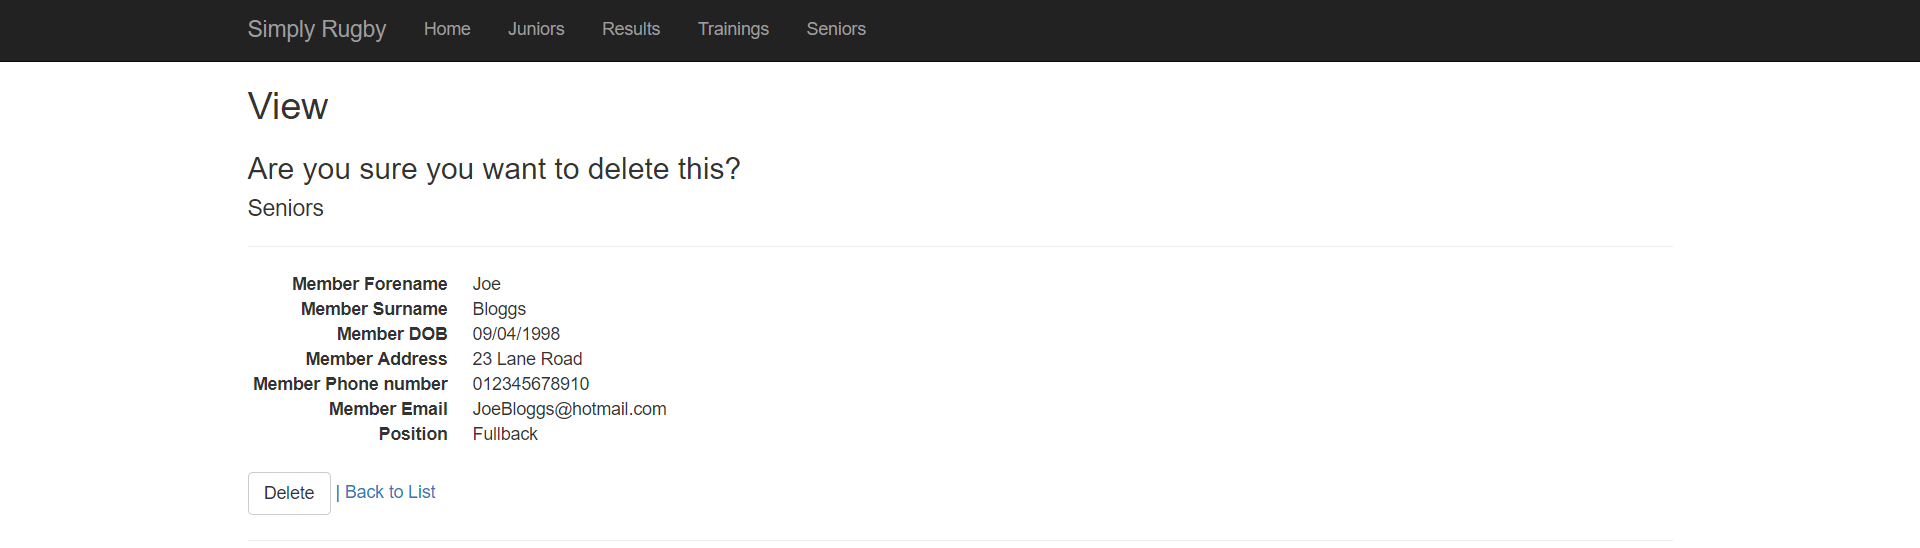 Simply Rugby Home Juniors Results Trainings Seniors
View
Are you sure you want to delete this?
Seniors
Member Forename Joe
Member Surname Bloggs
Member DOB 09/04/1998
Member Address 23 Lane Road
Member Phone number 012345678910
Member Email JoeBloggs@hotmail.com
Position Fullback
Delete | Back to List